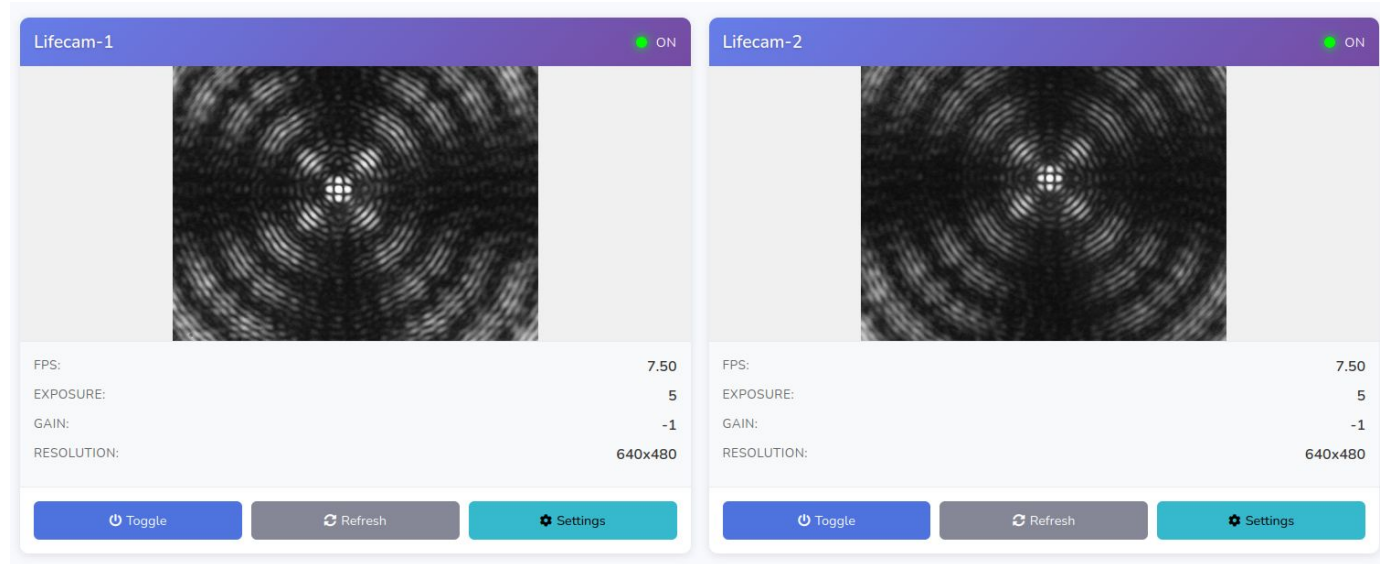 Lifecam-1
ON
FPS:
7.50
EXPOSURE:
5
GAIN:
-1
RESOLUTION:
640x480
Toggle
Refresh
Settings
Lifecam-2
ON
FPS:
7.50
EXPOSURE:
5
GAIN:
-1
RESOLUTION:
640x480
Toggle
Refresh
Settings